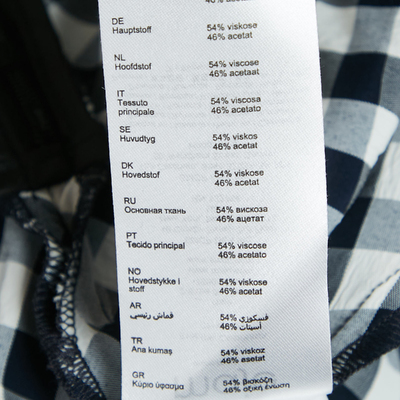 46% acetato
DE
Hauptstoff 54% viskose
46% acetat
NL
Hoofdstof 54% viscose
46% acetaat
IT
Tessuto 54% viscosa
principale 46% acetato
SE
Huvudtyg 54% viskos
46% acetat
DK
Hovedstof 54% viskose
46% acetat
RU
Основная ткань 54% вискоза
46% ацетат
PT
Tecido principal 54% viscose
46% acetato
NO
Hovedstykke i 54% viskose
stoff 46% acetat
AR
قماش رئيسي 54% فسكوزي
46% أسيتات
TR
Ana kumaş 54% viskoz
46% asetat
GR
Κύριο ύφασμα 54% βισκόζη
46% οξική ένωση